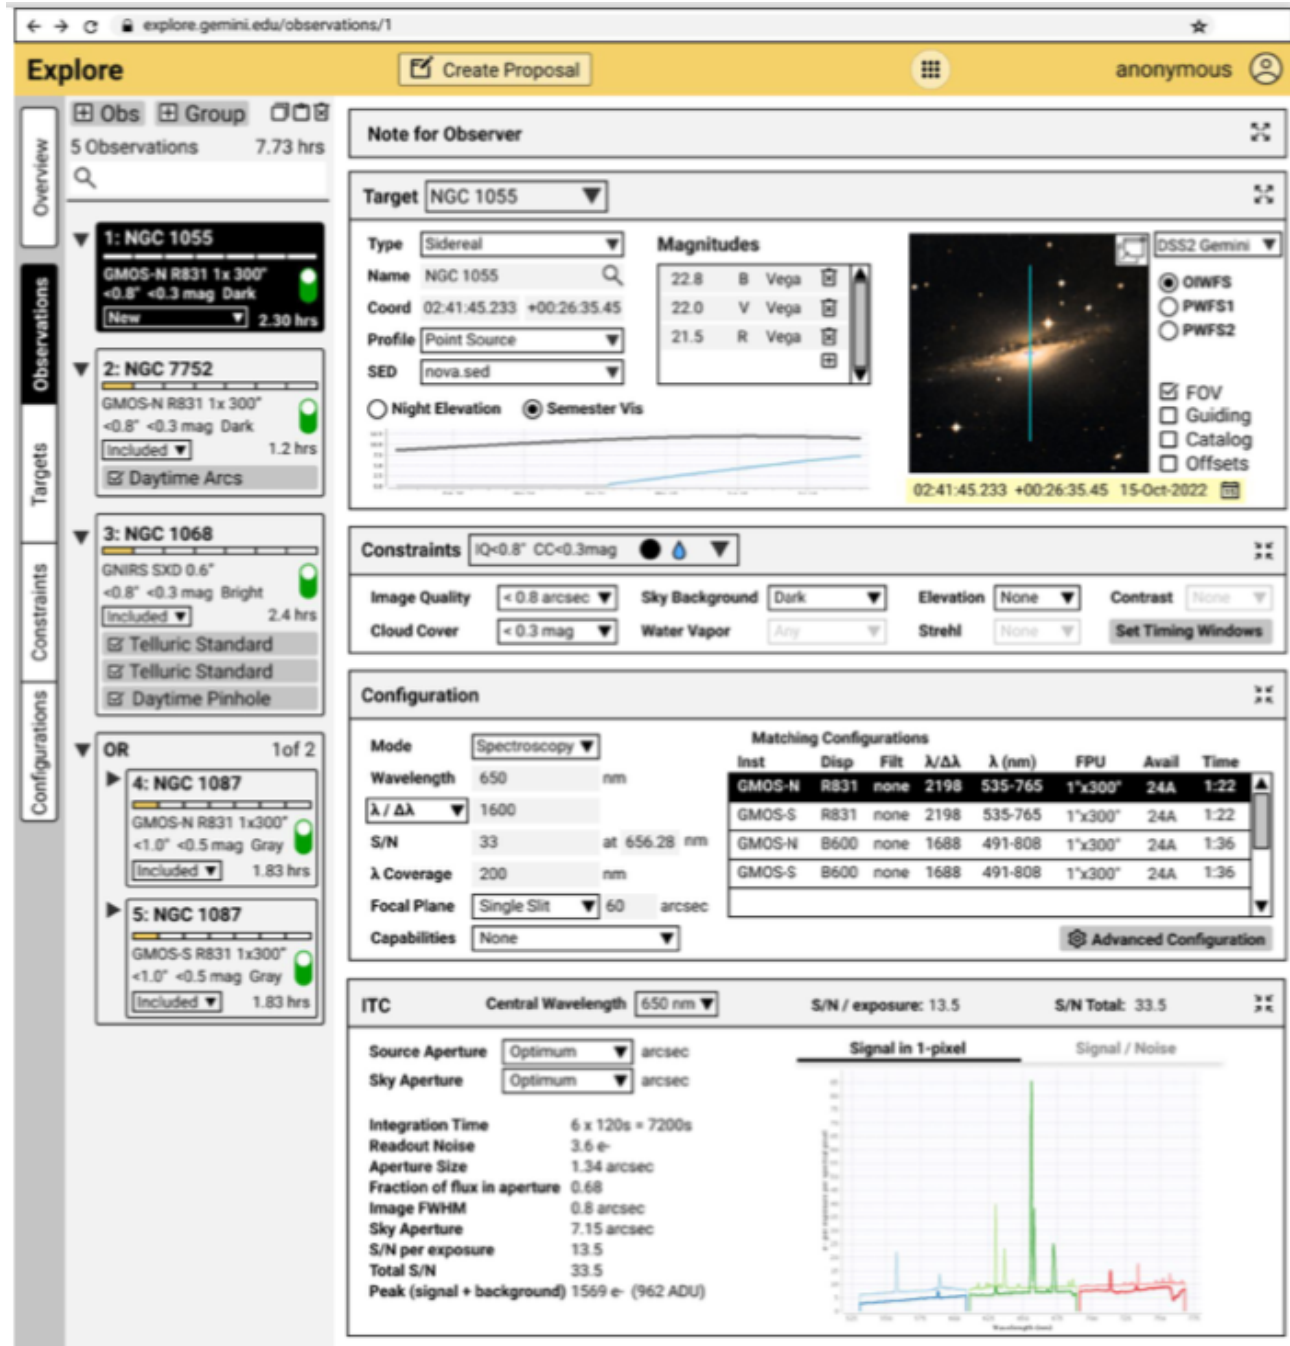 explore.gemini.edu/observations/1
Explore
Create Proposal
anonymous
Overview
Observations
Targets
Constraints
Configurations
Obs Group
5 Observations 7.73 hrs
1: NGC 1055
GMOS-N R831 1x 300"
<0.8" <0.3 mag Dark
New 2.30 hrs
2: NGC 7752
GMOS-N R831 1x 300"
<0.8" <0.3 mag Dark
Included 1.2 hrs
Daytime Arcs
3: NGC 1068
GNIRS SXD 0.6"
<0.8" <0.3 mag Bright
Included 2.4 hrs
Telluric Standard
Telluric Standard
Daytime Pinhole
OR 1of 2
4: NGC 1087
GMOS-N R831 1x300"
<1.0" <0.5 mag Gray
Included 1.83 hrs
5: NGC 1087
GMOS-S R831 1x300"
<1.0" <0.5 mag Gray
Included 1.83 hrs
Note for Observer
Target NGC 1055
Type Sidereal
Name NGC 1055
Coord 02:41:45.233 +00:26:35.45
Profile Point Source
SED nova.sed
Night Elevation Semester Vis
Magnitudes
22.8 B Vega
22.0 V Vega
21.5 R Vega
DSS2 Gemini
OIWFS
PWFS1
PWFS2
FOV
Guiding
Catalog
Offsets
02:41:45.233 +00:26:35.45 15-Oct-2022
Constraints IQ<0.8" CC<0.3mag
Image Quality < 0.8 arcsec Sky Background Dark Elevation None Contrast None
Cloud Cover < 0.3 mag Water Vapor Any Strehl None Set Timing Windows
Configuration
Mode Spectroscopy
Wavelength 650 nm
λ / Δλ 1600
S/N 33 at 656.28 nm
λ Coverage 200 nm
Focal Plane Single Slit 60 arcsec
Capabilities None
Matching Configurations
Inst Disp Filt λ/Δλ λ (nm) FPU Avail Time
GMOS-N R831 none 2198 535-765 1"x300" 24A 1:22
GMOS-S R831 none 2198 535-765 1"x300" 24A 1:22
GMOS-N B600 none 1688 491-808 1"x300" 24A 1:36
GMOS-S B600 none 1688 491-808 1"x300" 24A 1:36
Advanced Configuration
ITC Central Wavelength 650 nm S/N / exposure: 13.5 S/N Total: 33.5
Source Aperture Optimum arcsec
Sky Aperture Optimum arcsec
Integration Time 6 x 120s = 7200s
Readout Noise 3.6 e-
Aperture Size 1.34 arcsec
Fraction of flux in aperture 0.68
Image FWHM 0.8 arcsec
Sky Aperture 7.15 arcsec
S/N per exposure 13.5
Total S/N 33.5
Peak (signal + background) 1569 e- (962 ADU)
Signal in 1-pixel Signal / Noise
Wavelength (nm)